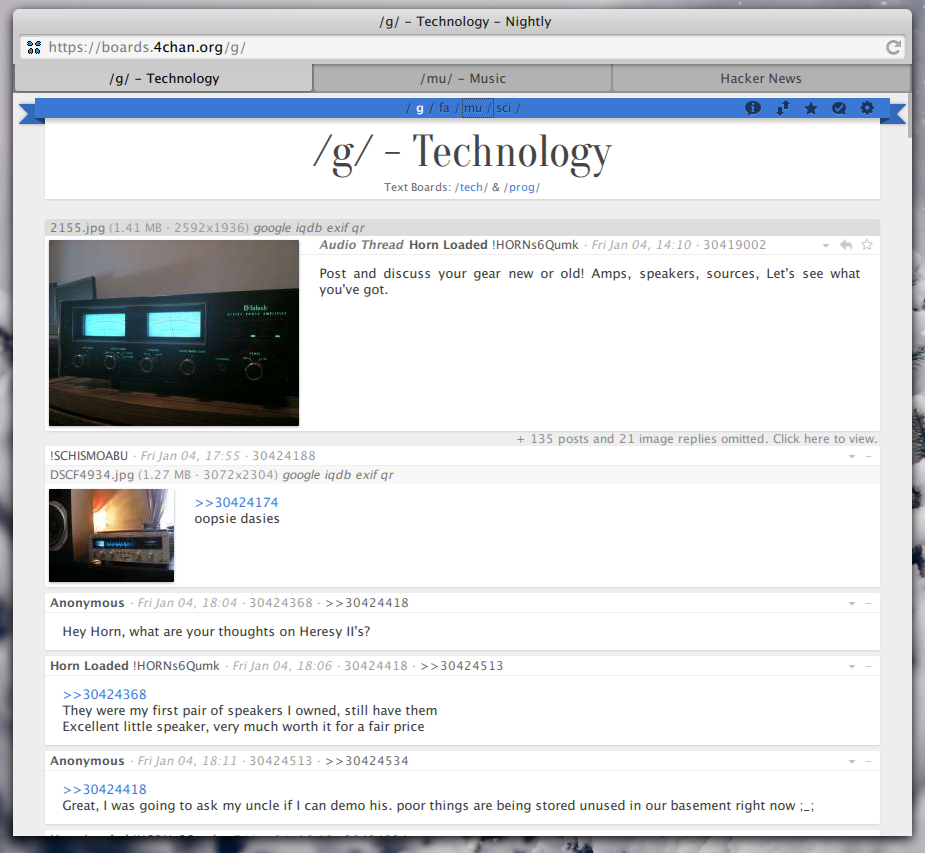 /g/ – Technology – Nightly
https://boards.4chan.org/g/
/g/ – Technology
/mu/ – Music
Hacker News
/ g / fa / mu / sci /
/g/ – Technology
Text Boards: /tech/ & /prog/
2155.jpg (1.41 MB · 2592x1936) google iqdb exif qr
Audio Thread Horn Loaded !HORNs6Qumk · Fri Jan 04, 14:10 · 30419002
Post and discuss your gear new or old! Amps, speakers, sources, Let's see what
you've got.
McIntosh
+ 135 posts and 21 image replies omitted. Click here to view.
!SCHISMOABU · Fri Jan 04, 17:55 · 30424188
DSCF4934.jpg (1.27 MB · 3072x2304) google iqdb exif qr
>>30424174
oopsie dasies
Anonymous · Fri Jan 04, 18:04 · 30424368 · >>30424418
Hey Horn, what are your thoughts on Heresy II's?
Horn Loaded !HORNs6Qumk · Fri Jan 04, 18:06 · 30424418 · >>30424513
>>30424368
They were my first pair of speakers I owned, still have them
Excellent little speaker, very much worth it for a fair price
Anonymous · Fri Jan 04, 18:11 · 30424513 · >>30424534
>>30424418
Great, I was going to ask my uncle if I can demo his. poor things are being stored unused in our basement right now ;_;